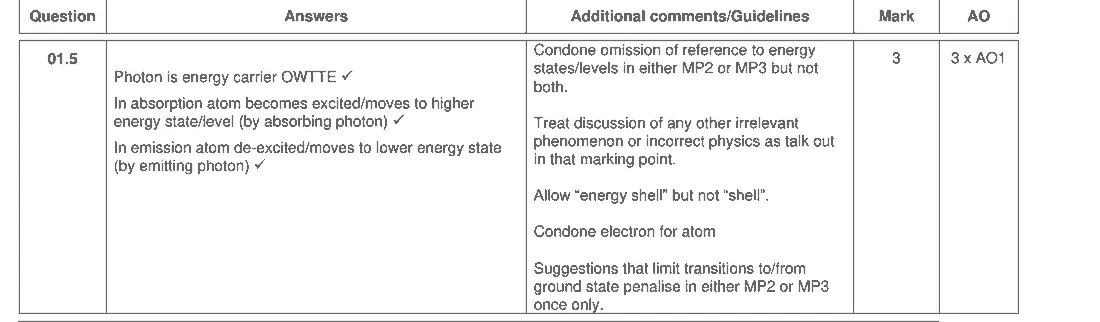 Question Answers Additional comments/Guidelines Mark AO
01.5
Photon is energy carrier OWTTE ✓
In absorption atom becomes excited/moves to higher
energy state/level (by absorbing photon) ✓
In emission atom de-excited/moves to lower energy state
(by emitting photon) ✓
Condone omission of reference to energy
states/levels in either MP2 or MP3 but not
both.
Treat discussion of any other irrelevant
phenomenon or incorrect physics as talk out
in that marking point.
Allow “energy shell” but not “shell”.
Condone electron for atom
Suggestions that limit transitions to/from
ground state penalise in either MP2 or MP3
once only.
3
3 x AO1